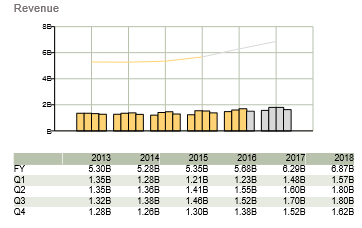 Revenue
8B
6B
4B
2B
B
2013 2014 2015 2016 2017 2018
FY 5.30B 5.28B 5.35B 5.68B 6.29B 6.87B
Q1 1.35B 1.28B 1.21B 1.23B 1.48B 1.57B
Q2 1.35B 1.36B 1.41B 1.55B 1.60B 1.80B
Q3 1.32B 1.38B 1.46B 1.52B 1.70B 1.80B
Q4 1.28B 1.26B 1.30B 1.38B 1.52B 1.62B